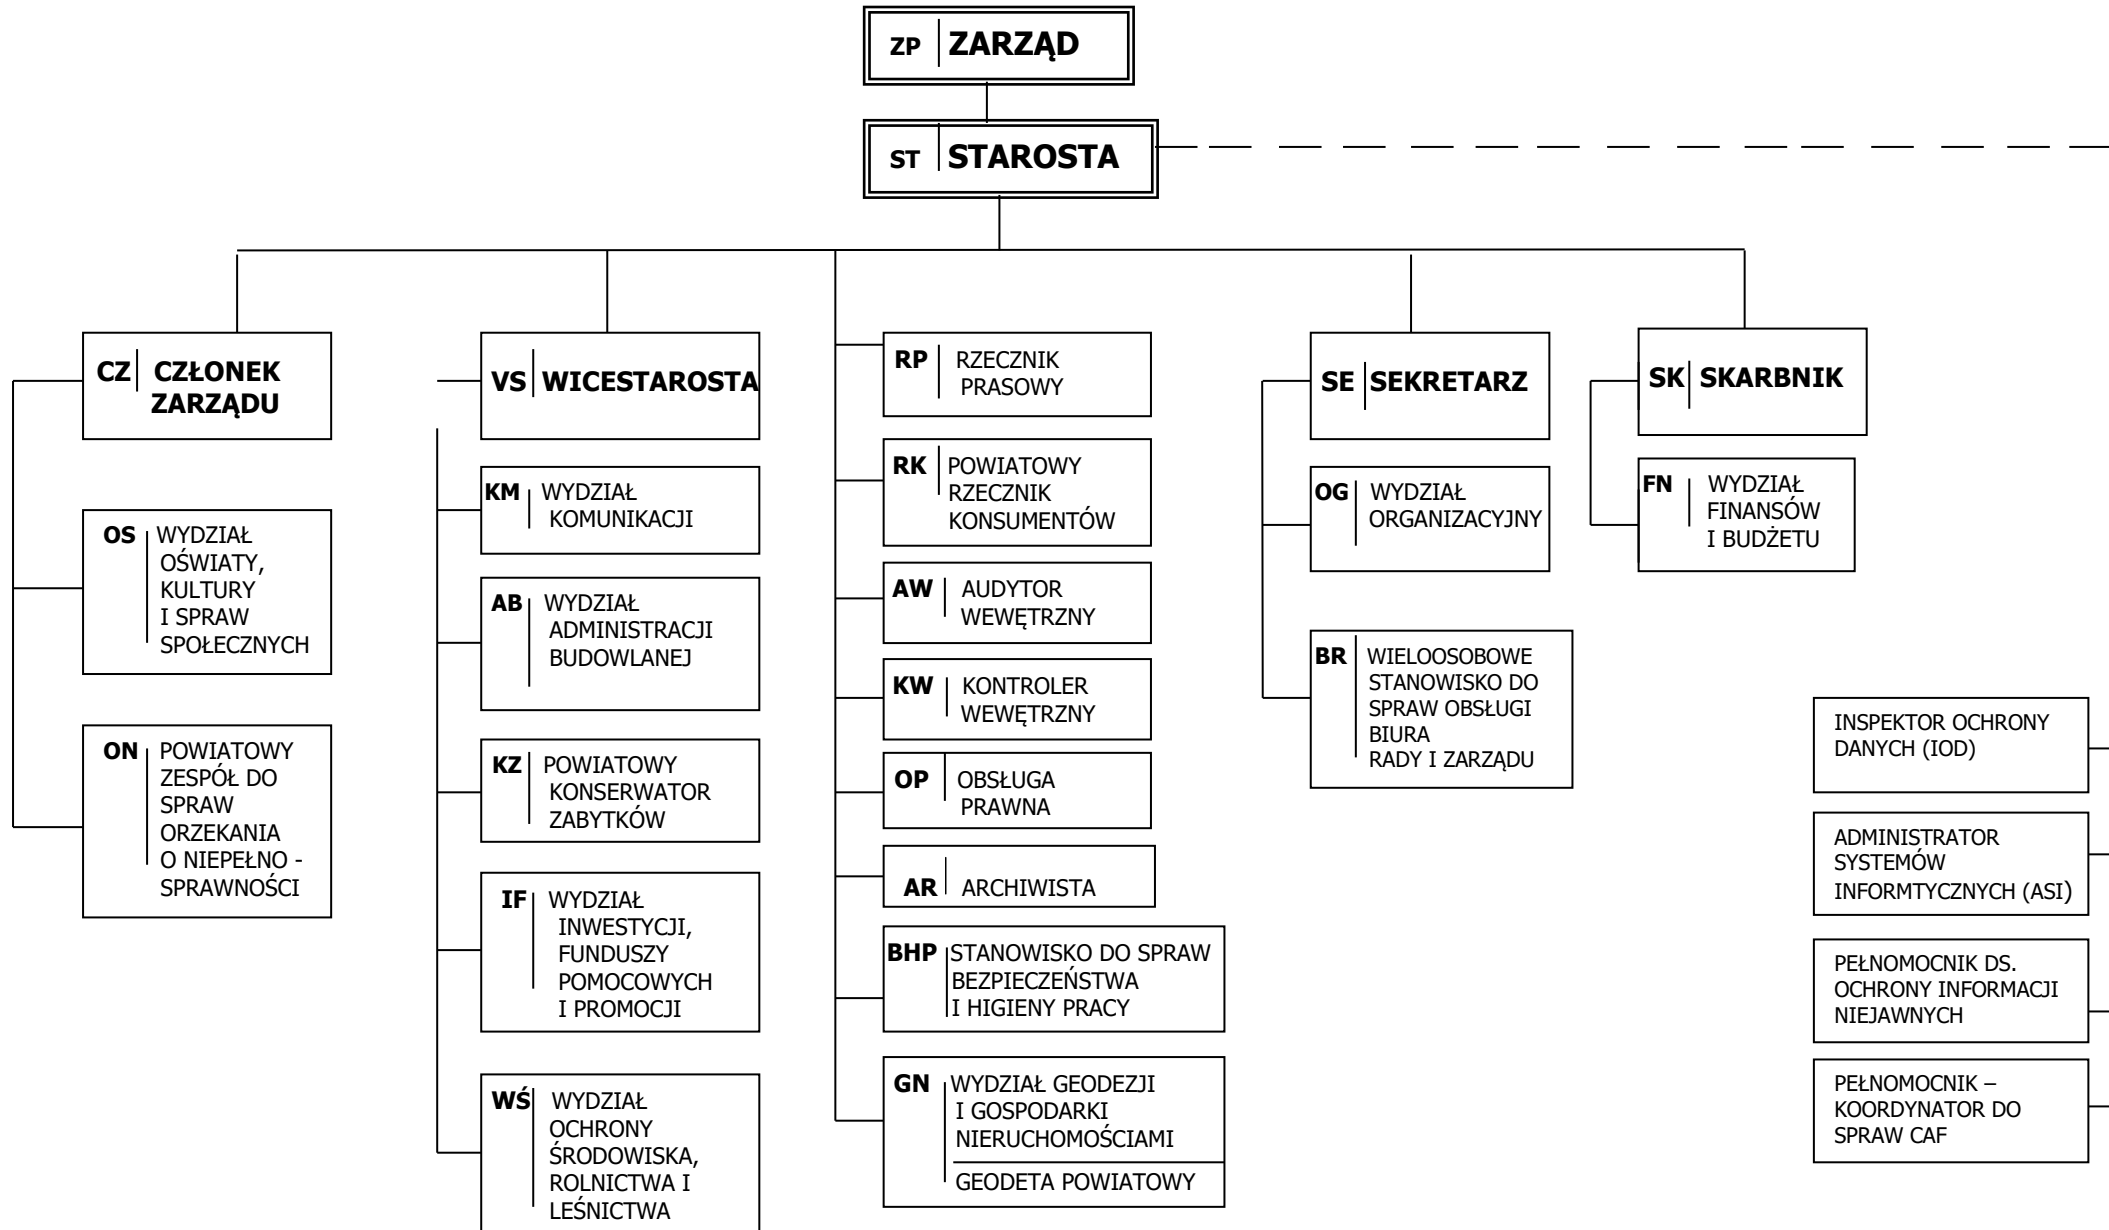 ZP ZARZĄD
ST STAROSTA
CZ CZŁONEK
ZARZĄDU
OS WYDZIAŁ
OŚWIATY,
KULTURY
I SPRAW
SPOŁECZNYCH
ON POWIATOWY
ZESPÓŁ DO
SPRAW
ORZEKANIA
O NIEPEŁNO -
SPRAWNOŚCI
VS WICESTAROSTA
KM WYDZIAŁ
KOMUNIKACJI
AB WYDZIAŁ
ADMINISTRACJI
BUDOWLANEJ
KZ POWIATOWY
KONSERWATOR
ZABYTKÓW
IF WYDZIAŁ
INWESTYCJI,
FUNDUSZY
POMOCOWYCH
I PROMOCJI
WŚ WYDZIAŁ
OCHRONY
ŚRODOWISKA,
ROLNICTWA I
LEŚNICTWA
RP RZECZNIK
PRASOWY
RK POWIATOWY
RZECZNIK
KONSUMENTÓW
AW AUDYTOR
WEWĘTRZNY
KW KONTROLER
WEWĘTRZNY
OP OBSŁUGA
PRAWNA
AR ARCHIWISTA
BHP STANOWISKO DO SPRAW
BEZPIECZEŃSTWA
I HIGIENY PRACY
GN WYDZIAŁ GEODEZJI
I GOSPODARKI
NIERUCHOMOŚCIAMI
GEODETA POWIATOWY
SE SEKRETARZ
OG WYDZIAŁ
ORGANIZACYJNY
BR WIELOOSOBOWE
STANOWISKO DO
SPRAW OBSŁUGI
BIURA
RADY I ZARZĄDU
SK SKARBNIK
FN WYDZIAŁ
FINANSÓW
I BUDŻETU
INSPEKTOR OCHRONY
DANYCH (IOD)
ADMINISTRATOR
SYSTEMÓW
INFORMTYCZNYCH (ASI)
PEŁNOMOCNIK DS.
OCHRONY INFORMACJI
NIEJAWNYCH
PEŁNOMOCNIK –
KOORDYNATOR DO
SPRAW CAF